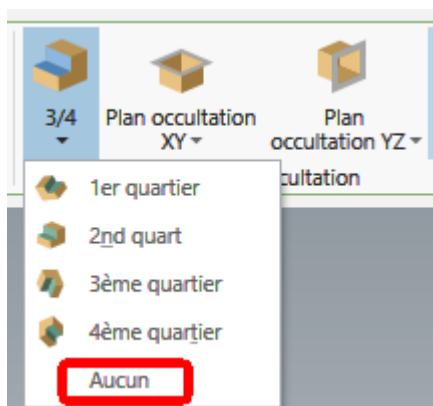 3/4
Plan occultation
XY
Plan
occultation YZ
cultation
1er quartier
2nd quart
3ème quartier
4ème quartier
Aucun